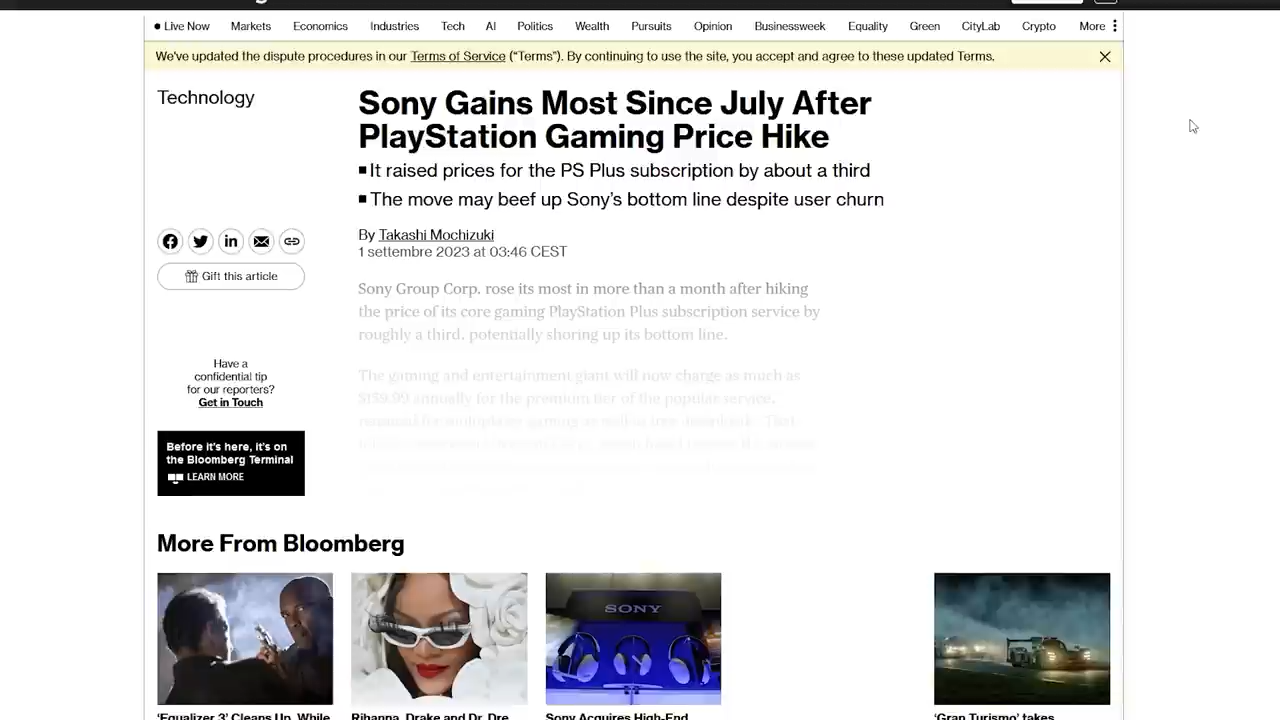 Live Now Markets Economics Industries Tech AI Politics Wealth Pursuits Opinion Businessweek Equality Green CityLab Crypto More
We've updated the dispute procedures in our Terms of Service (“Terms”). By continuing to use the site, you accept and agree to these updated Terms.
Technology
Sony Gains Most Since July After
PlayStation Gaming Price Hike
It raised prices for the PS Plus subscription by about a third
The move may beef up Sony’s bottom line despite user churn
By Takashi Mochizuki
1 settembre 2023 at 03:46 CEST
Gift this article
Sony Group Corp. rose its most in more than a month after hiking
the price of its core gaming PlayStation Plus subscription service by
roughly a third, potentially shoring up its bottom line.
The gaming and entertainment giant will now charge as much as
$159.99 annually for the premium tier of the popular service,
Have a
confidential tip
for our reporters?
Get in Touch
Before it's here, it's on
the Bloomberg Terminal
LEARN MORE
More From Bloomberg
SONY
‘Equalizer 3’ Cleans Up, While
Rihanna, Drake and Dr. Dre
Sony Acquires High-End
‘Gran Turismo’ takes